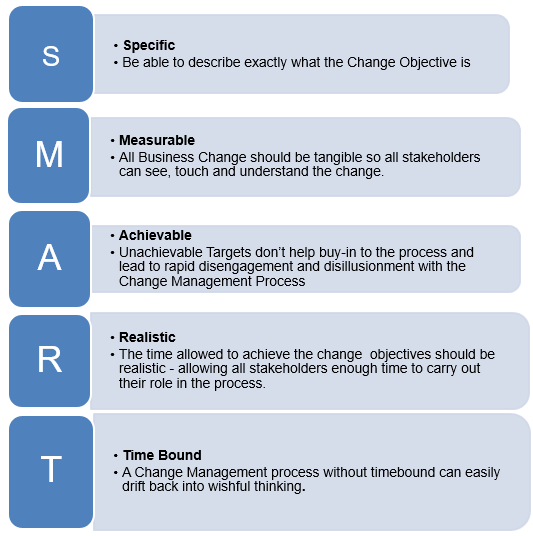 S
• Specific
• Be able to describe exactly what the Change Objective is
M
• Measurable
• All Business Change should be tangible so all stakeholders
can see, touch and understand the change.
A
• Achievable
• Unachievable Targets don’t help buy-in to the process and
lead to rapid disengagement and disillusionment with the
Change Management Process
R
• Realistic
• The time allowed to achieve the change  objectives should be
realistic - allowing all stakeholders enough time to carry out
their role in the process.
T
• Time Bound
• A Change Management process without timebound can easily
drift back into wishful thinking.